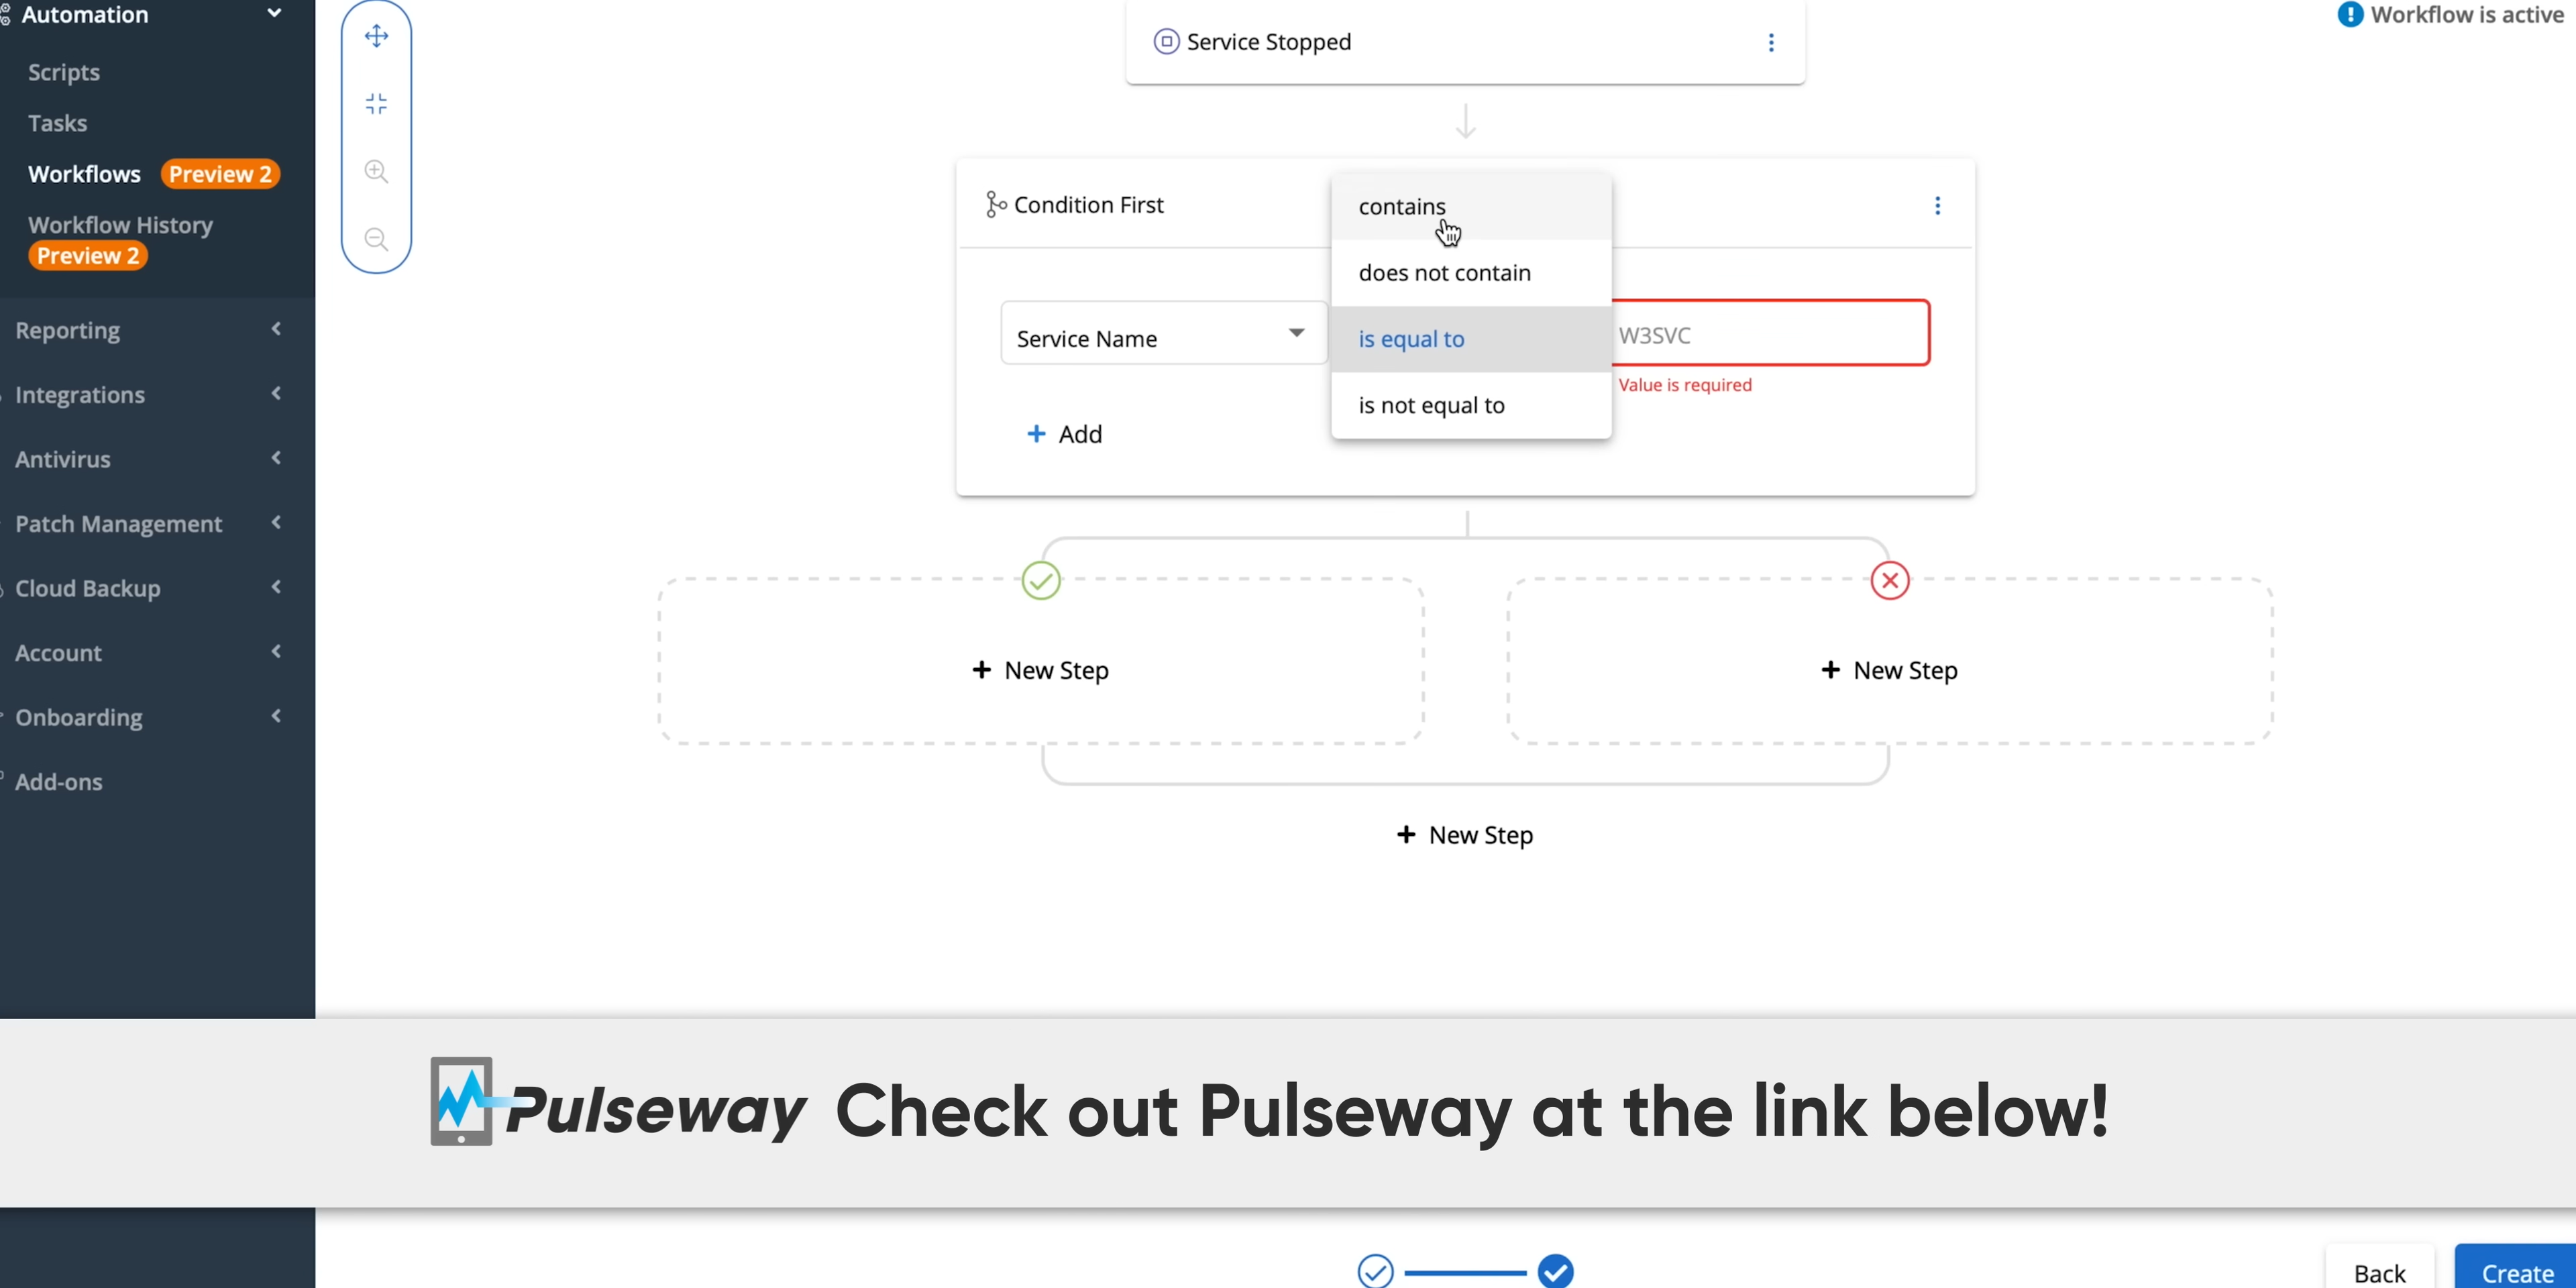 Automation
Scripts
Tasks
Workflows Preview 2
Workflow History
Preview 2
Reporting
Integrations
Antivirus
Patch Management
Cloud Backup
Account
Onboarding
Add-ons
Workflow is active
Service Stopped
Condition First
contains
does not contain
Service Name
is equal to
W3SVC
Value is required
is not equal to
+ Add
+ New Step
+ New Step
+ New Step
Pulseway Check out Pulseway at the link below!
Back
Create